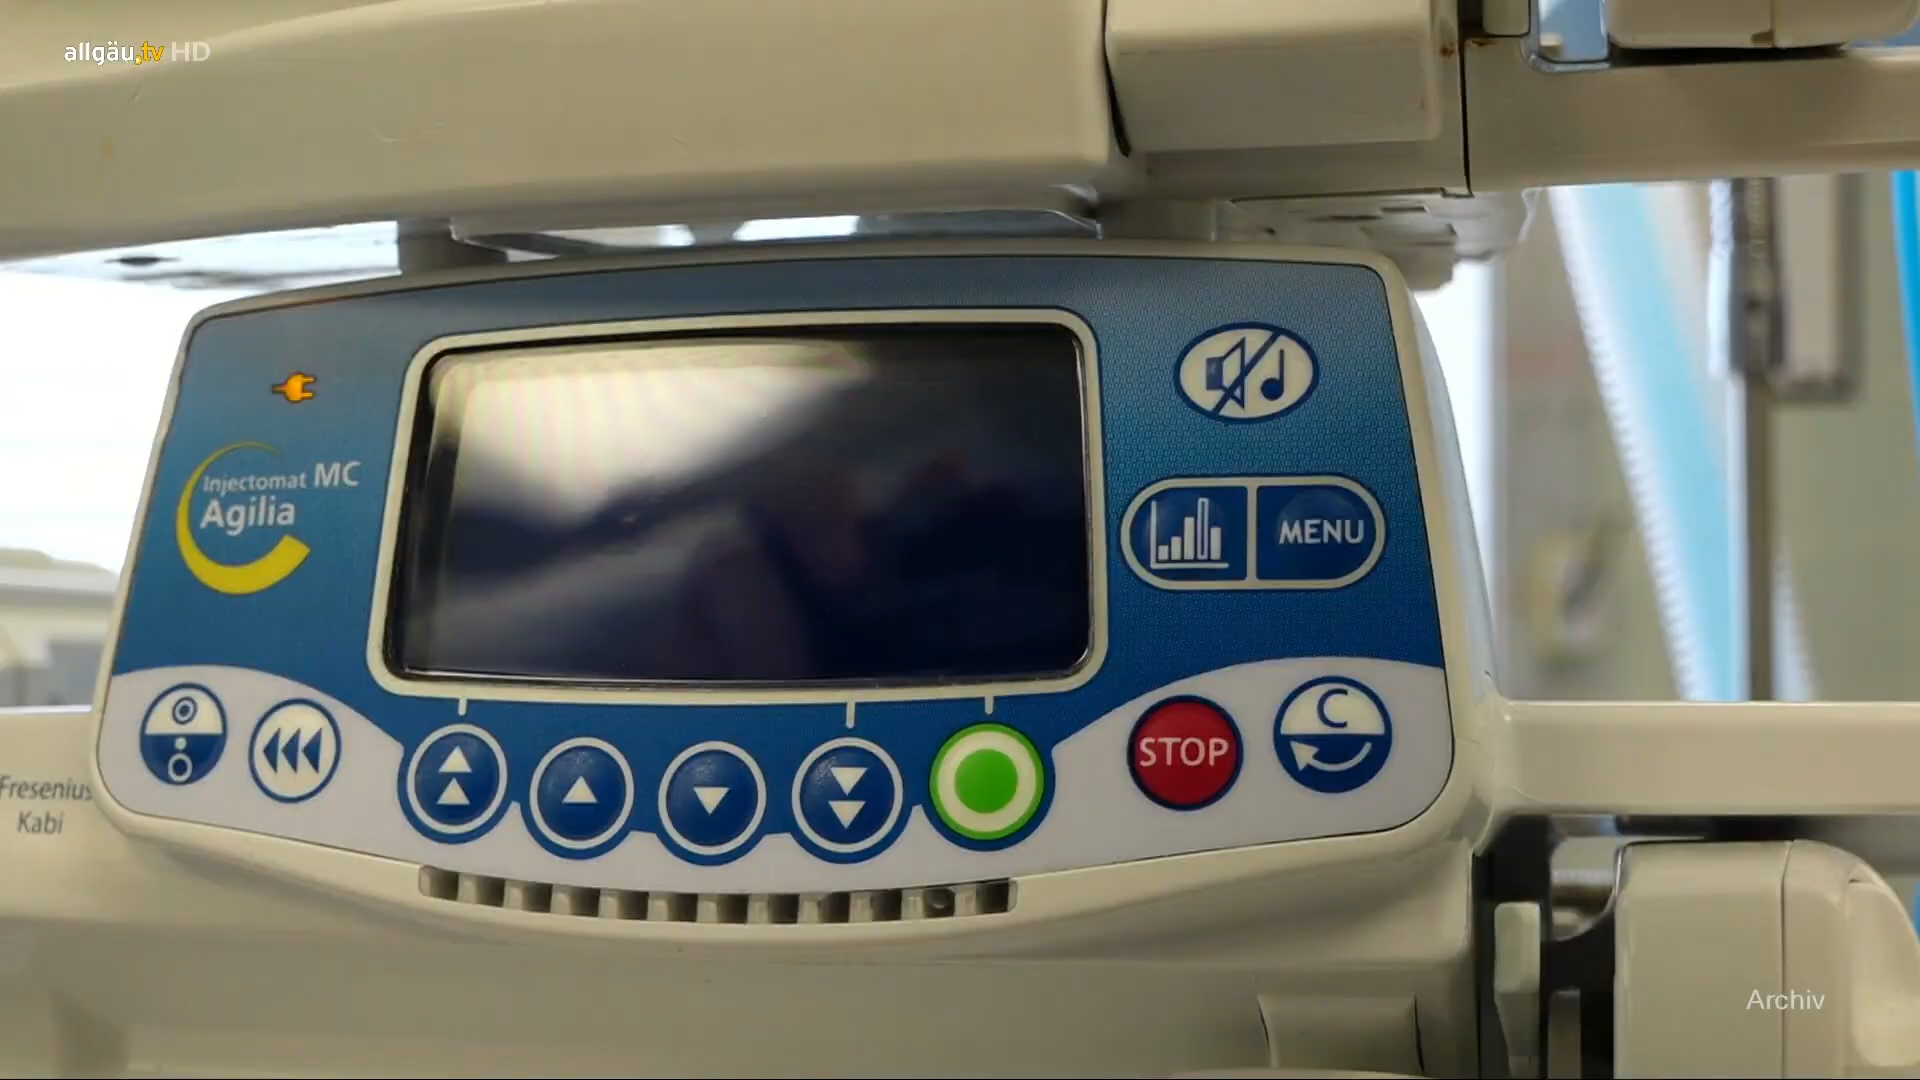 allgäu.tv HD
Injectomat MC
Agilia
MENU
STOP
C
Fresenius
Kabi
Archiv